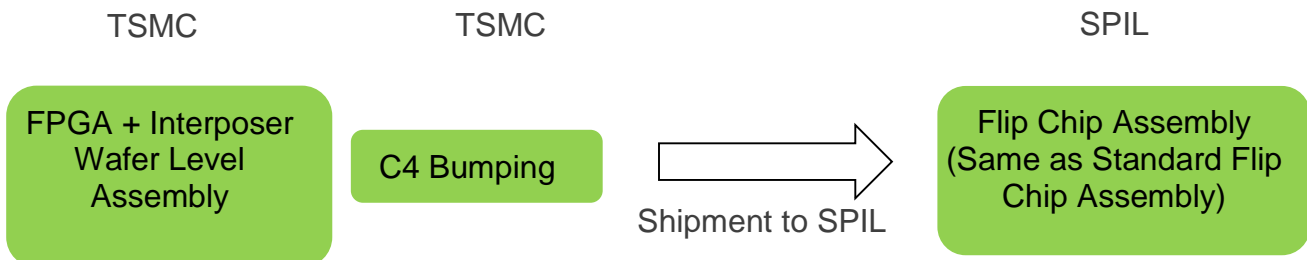 TSMC
TSMC
SPIL
FPGA + Interposer
Wafer Level
Assembly
C4 Bumping
Shipment to SPIL
Flip Chip Assembly
(Same as Standard Flip
Chip Assembly)